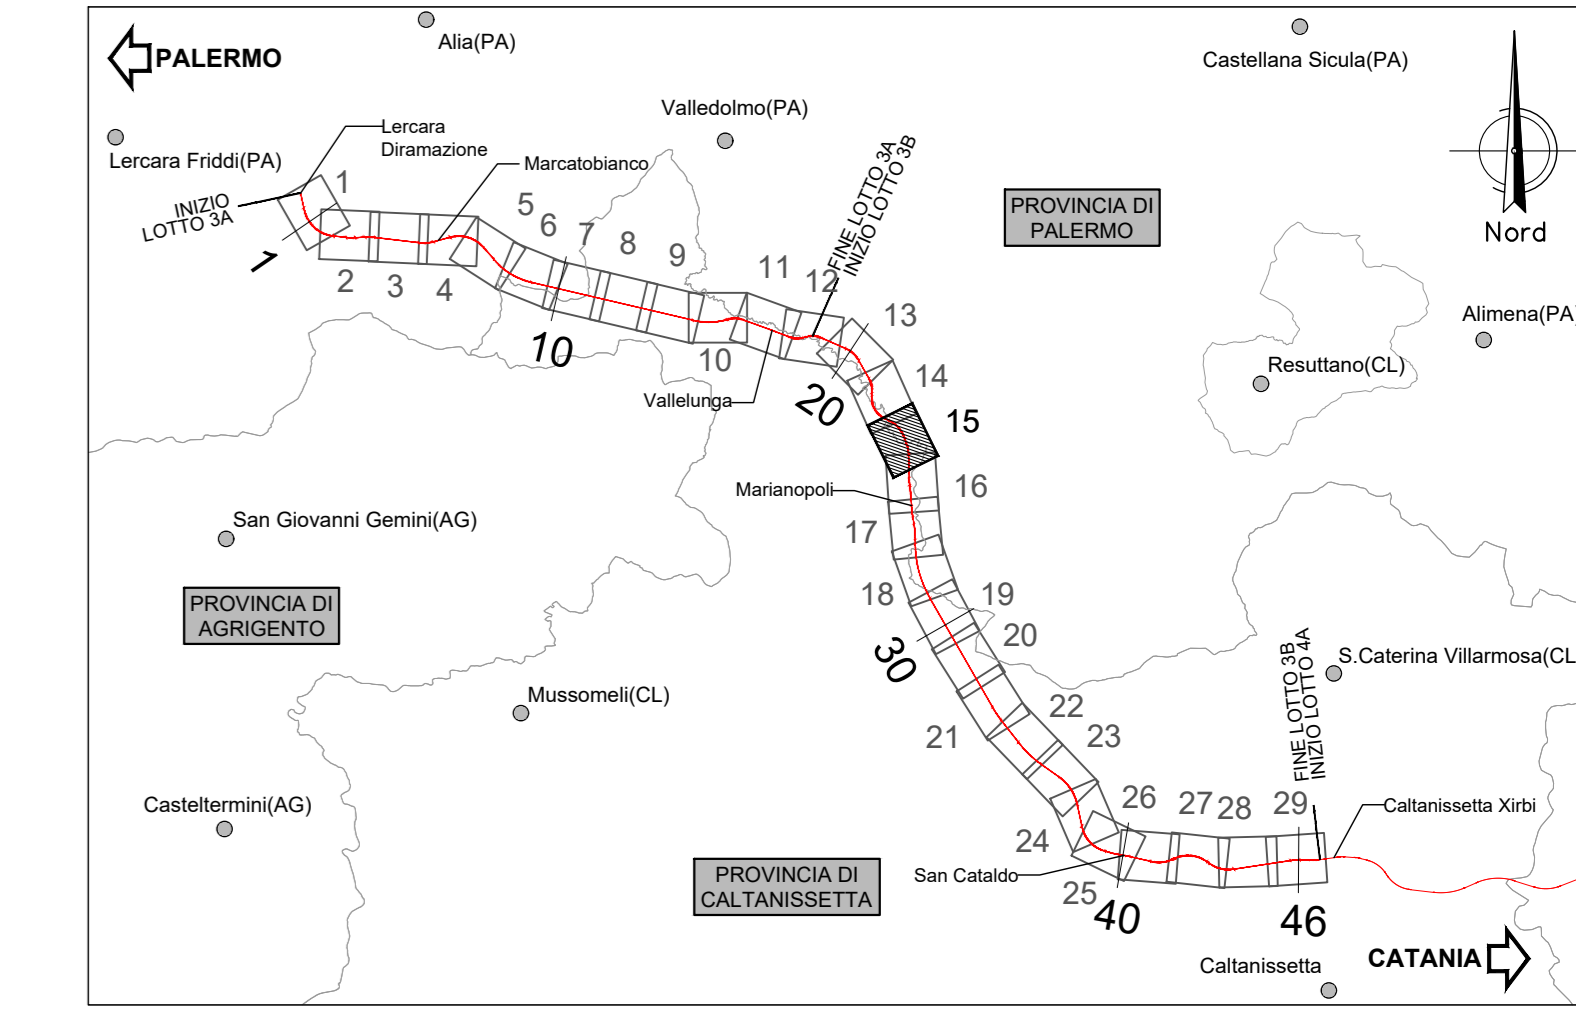 PALERMO
Alia(PA)
Castellana Sicula(PA)
Valledolmo(PA)
Lercara
Diramazione
Lercara Friddi(PA)
Marcatobianco
INIZIO
LOTTO 3A
FINE LOTTO 3A
INIZIO LOTTO 3B
PROVINCIA DI
PALERMO
Nord
1
1
2
3
4
5
6
7
8
9
10
10
11
12
13
14
15
20
Vallelunga
Alimena(PA)
Resuttano(CL)
Marianopoli
16
17
San Giovanni Gemini(AG)
PROVINCIA DI
AGRIGENTO
18
19
20
30
Mussomeli(CL)
21
22
23
FINE LOTTO 3B
INIZIO LOTTO 4A
S.Caterina Villarmosa(CL
Casteltermini(AG)
24
25
26
27
28
29
Caltanissetta Xirbi
PROVINCIA DI
CALTANISSETTA
San Cataldo
40
46
Caltanissetta
CATANIA